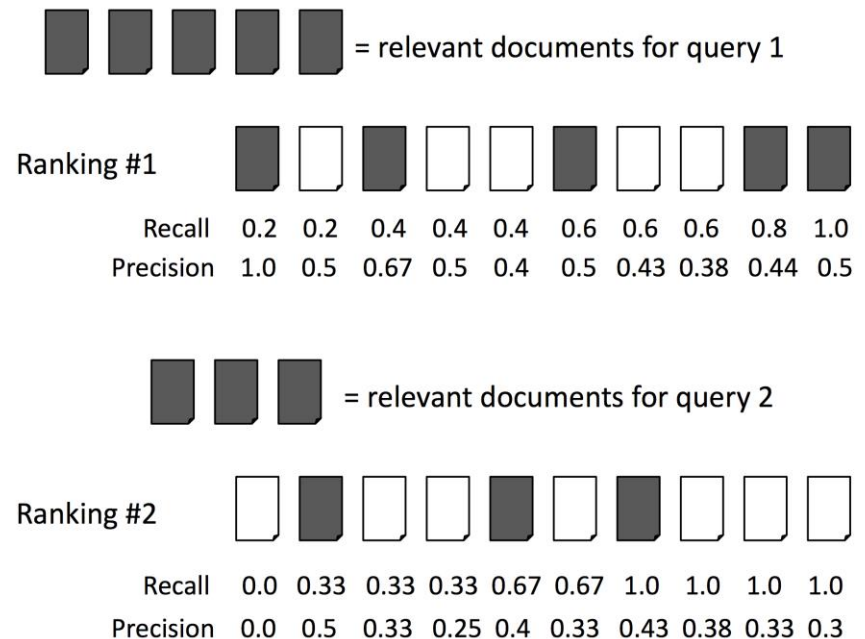 = relevant documents for query 1
Ranking #1
Recall 0.2 0.2 0.4 0.4 0.4 0.6 0.6 0.6 0.8 1.0
Precision 1.0 0.5 0.67 0.5 0.4 0.5 0.43 0.38 0.44 0.5
= relevant documents for query 2
Ranking #2
Recall 0.0 0.33 0.33 0.33 0.67 0.67 1.0 1.0 1.0 1.0
Precision 0.0 0.5 0.33 0.25 0.4 0.33 0.43 0.38 0.33 0.3